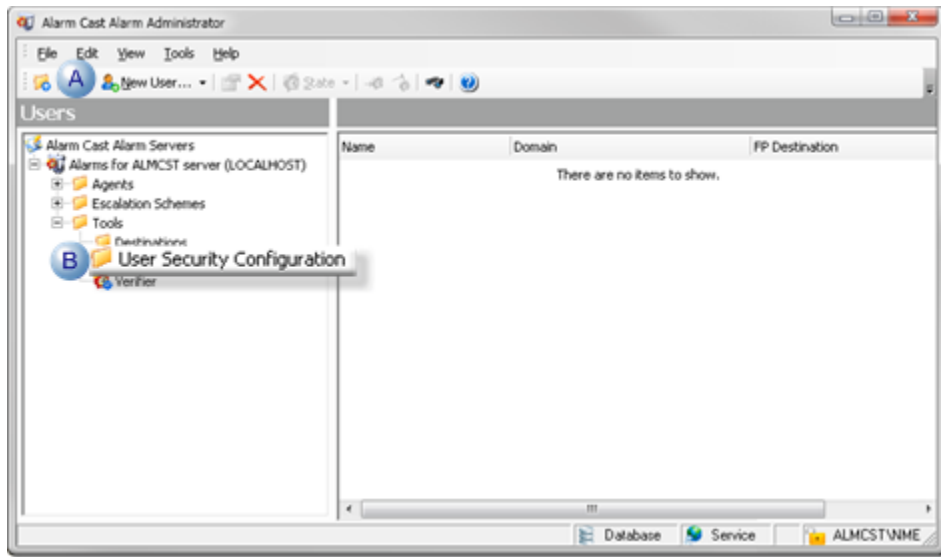 Alarm Cast Alarm Administrator
File Edit View Tools Help
A New User... State
Users
Name Domain FP Destination
Alarm Cast Alarm Servers
There are no items to show.
Alarms for ALMCST server (LOCALHOST)
Agents
Escalation Schemes
Tools
Destinations
B User Security Configuration
Verifier
Database Service ALMCST\NME